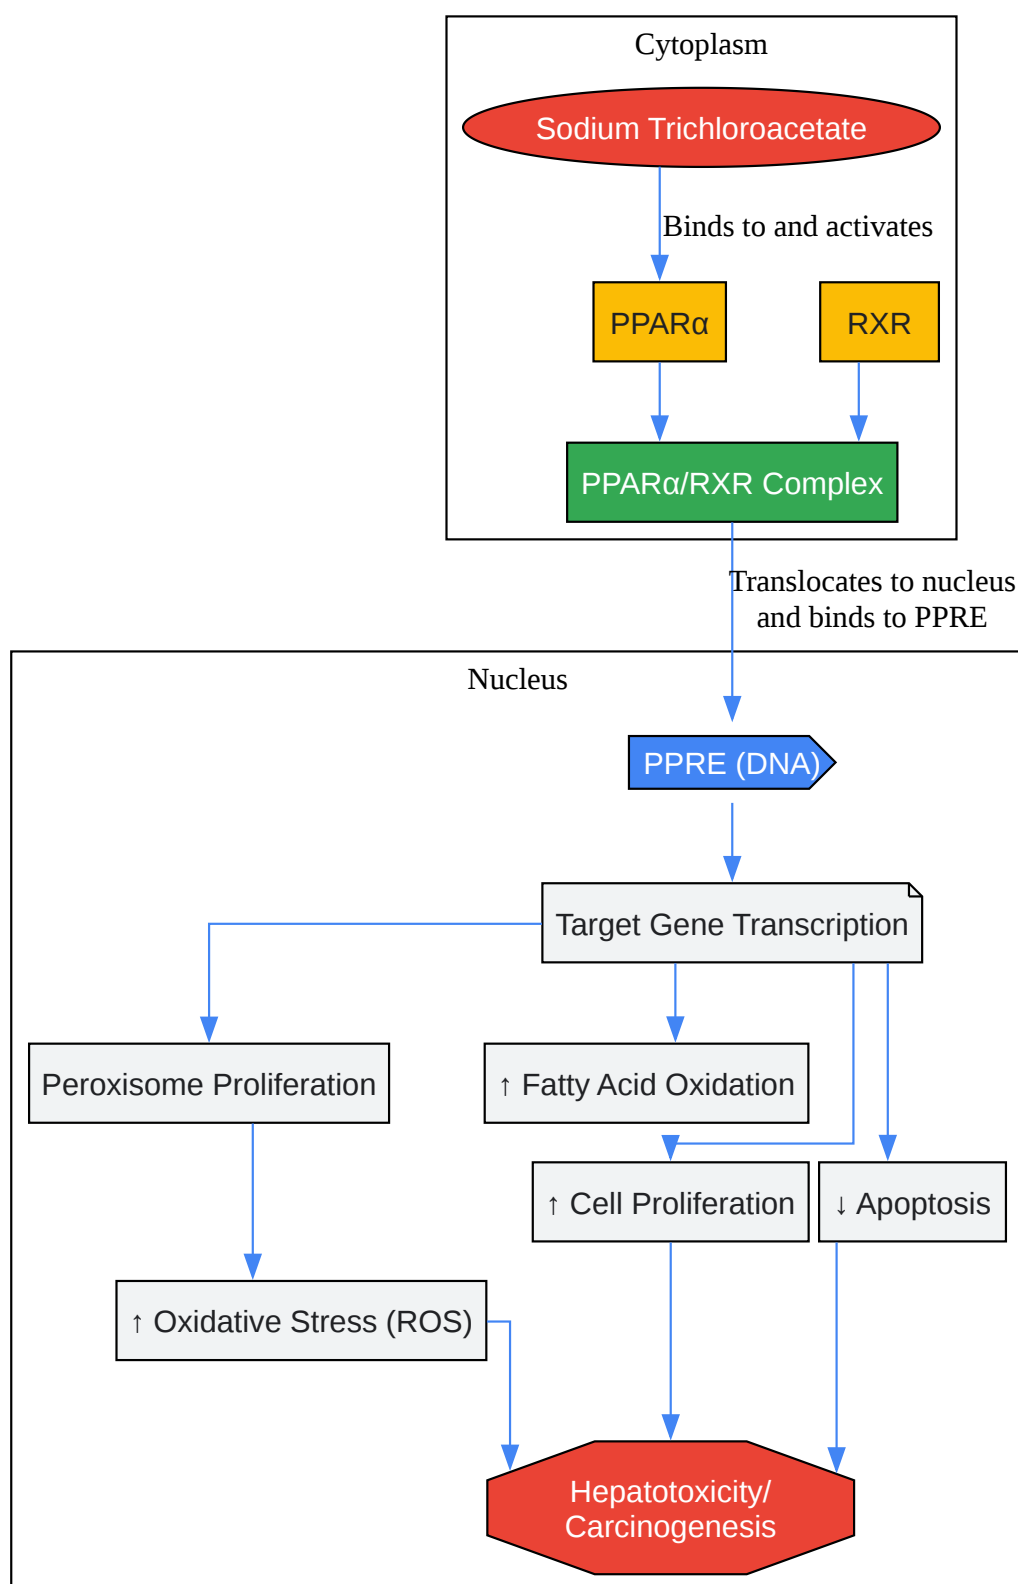 Cytoplasm
Sodium Trichloroacetate
Binds to and activates
PPARα
RXR
PPARα/RXR Complex
Translocates to nucleus
and binds to PPRE
Nucleus
PPRE (DNA)
Target Gene Transcription
Peroxisome Proliferation
↑ Fatty Acid Oxidation
↑ Cell Proliferation
↓ Apoptosis
↑ Oxidative Stress (ROS)
Hepatotoxicity/
Carcinogenesis